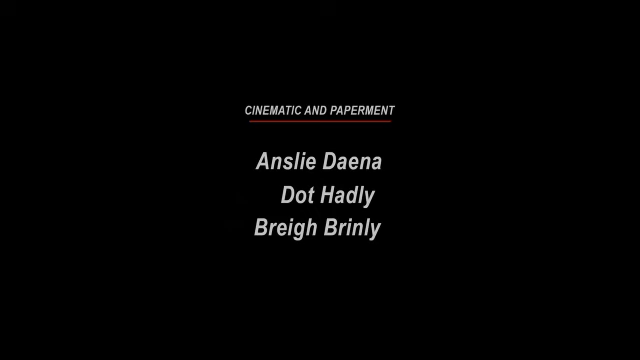 CINEMATIC AND PAPERMENT
Anslie Daena
Dot Hadly
Breigh Brinly